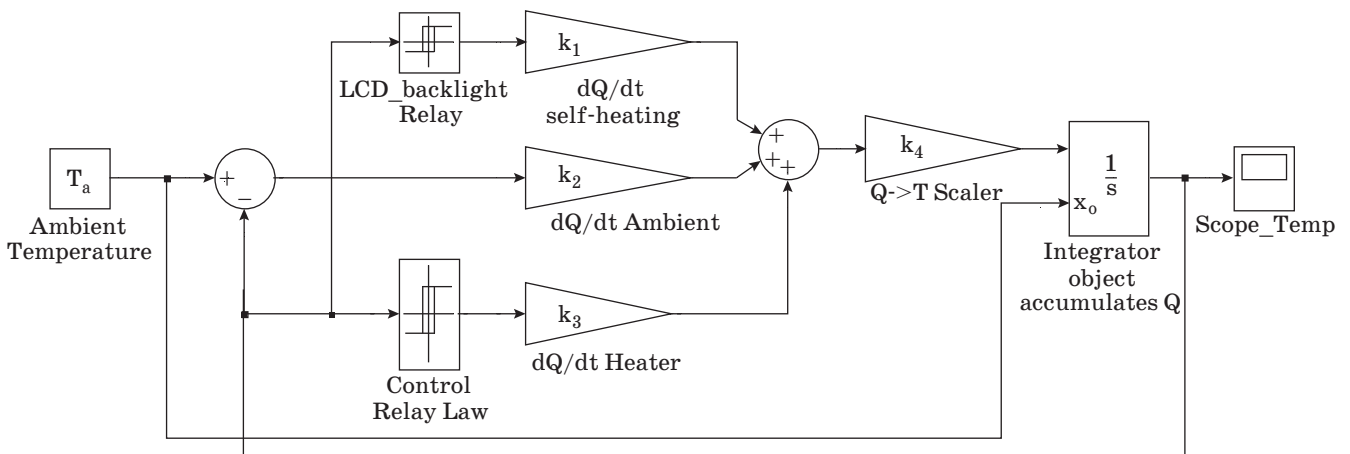 LCD_backlight
Relay
k1
dQ/dt
self-heating
+
+
+
k4
Q->T Scaler
1
s
xo
Integrator
object
accumulates Q
Scope_Temp
Ta
Ambient
Temperature
+
−
k2
dQ/dt Ambient
Control
Relay Law
k3
dQ/dt Heater